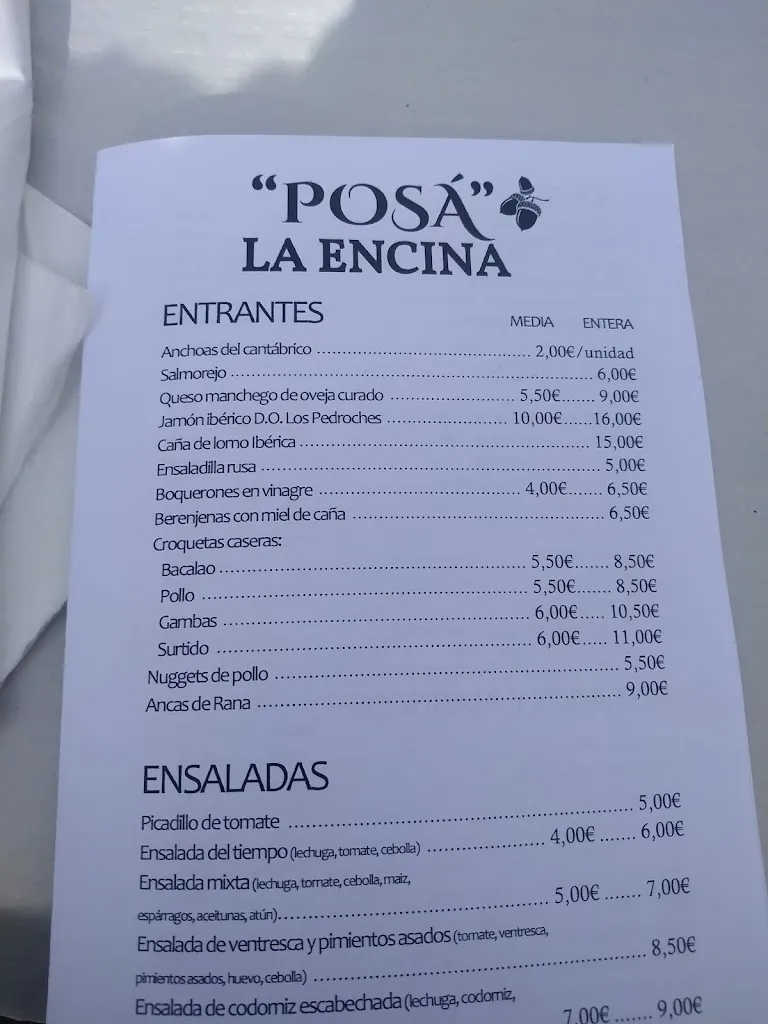 “POSÁ”
LA ENCINA
ENTRANTES MEDIA ENTERA
Anchoas del cantábrico ................................ 2,00€/unidad
Salmorejo ........................................................ 6,00€
Queso manchego de oveja curado .................... 5,50€....... 9,00€
Jamón ibérico D.O. Los Pedroches ................... 10,00€......16,00€
Caña de lomo Ibérica ............................................ 15,00€
Ensaladilla rusa .................................................... 5,00€
Boquerones en vinagre ............................... 4,00€....... 6,50€
Berenjenas con miel de caña ....................................... 6,50€
Croquetas caseras:
Bacalao ............................................... 5,50€....... 8,50€
Pollo .................................................. 5,50€....... 8,50€
Gambas ............................................... 6,00€..... 10,50€
Surtido ................................................ 6,00€..... 11,00€
Nuggets de pollo .................................................... 5,50€
Ancas de Rana ...................................................... 9,00€
ENSALADAS
Picadillo de tomate .................................................. 5,00€
Ensalada del tiempo (lechuga, tomate, cebolla) .................. 4,00€ ....... 6,00€
Ensalada mixta (lechuga, tomate, cebolla, maiz,
espárragos, aceitunas, atún)........................................ 5,00€ ....... 7,00€
Ensalada de ventresca y pimientos asados (tomate, ventresca,
pimientos asados, huevo, cebolla) .................................................. 8,50€
Ensalada de codorniz escabechada (lechuga, codorniz,
7,00€ ....... 9,00€